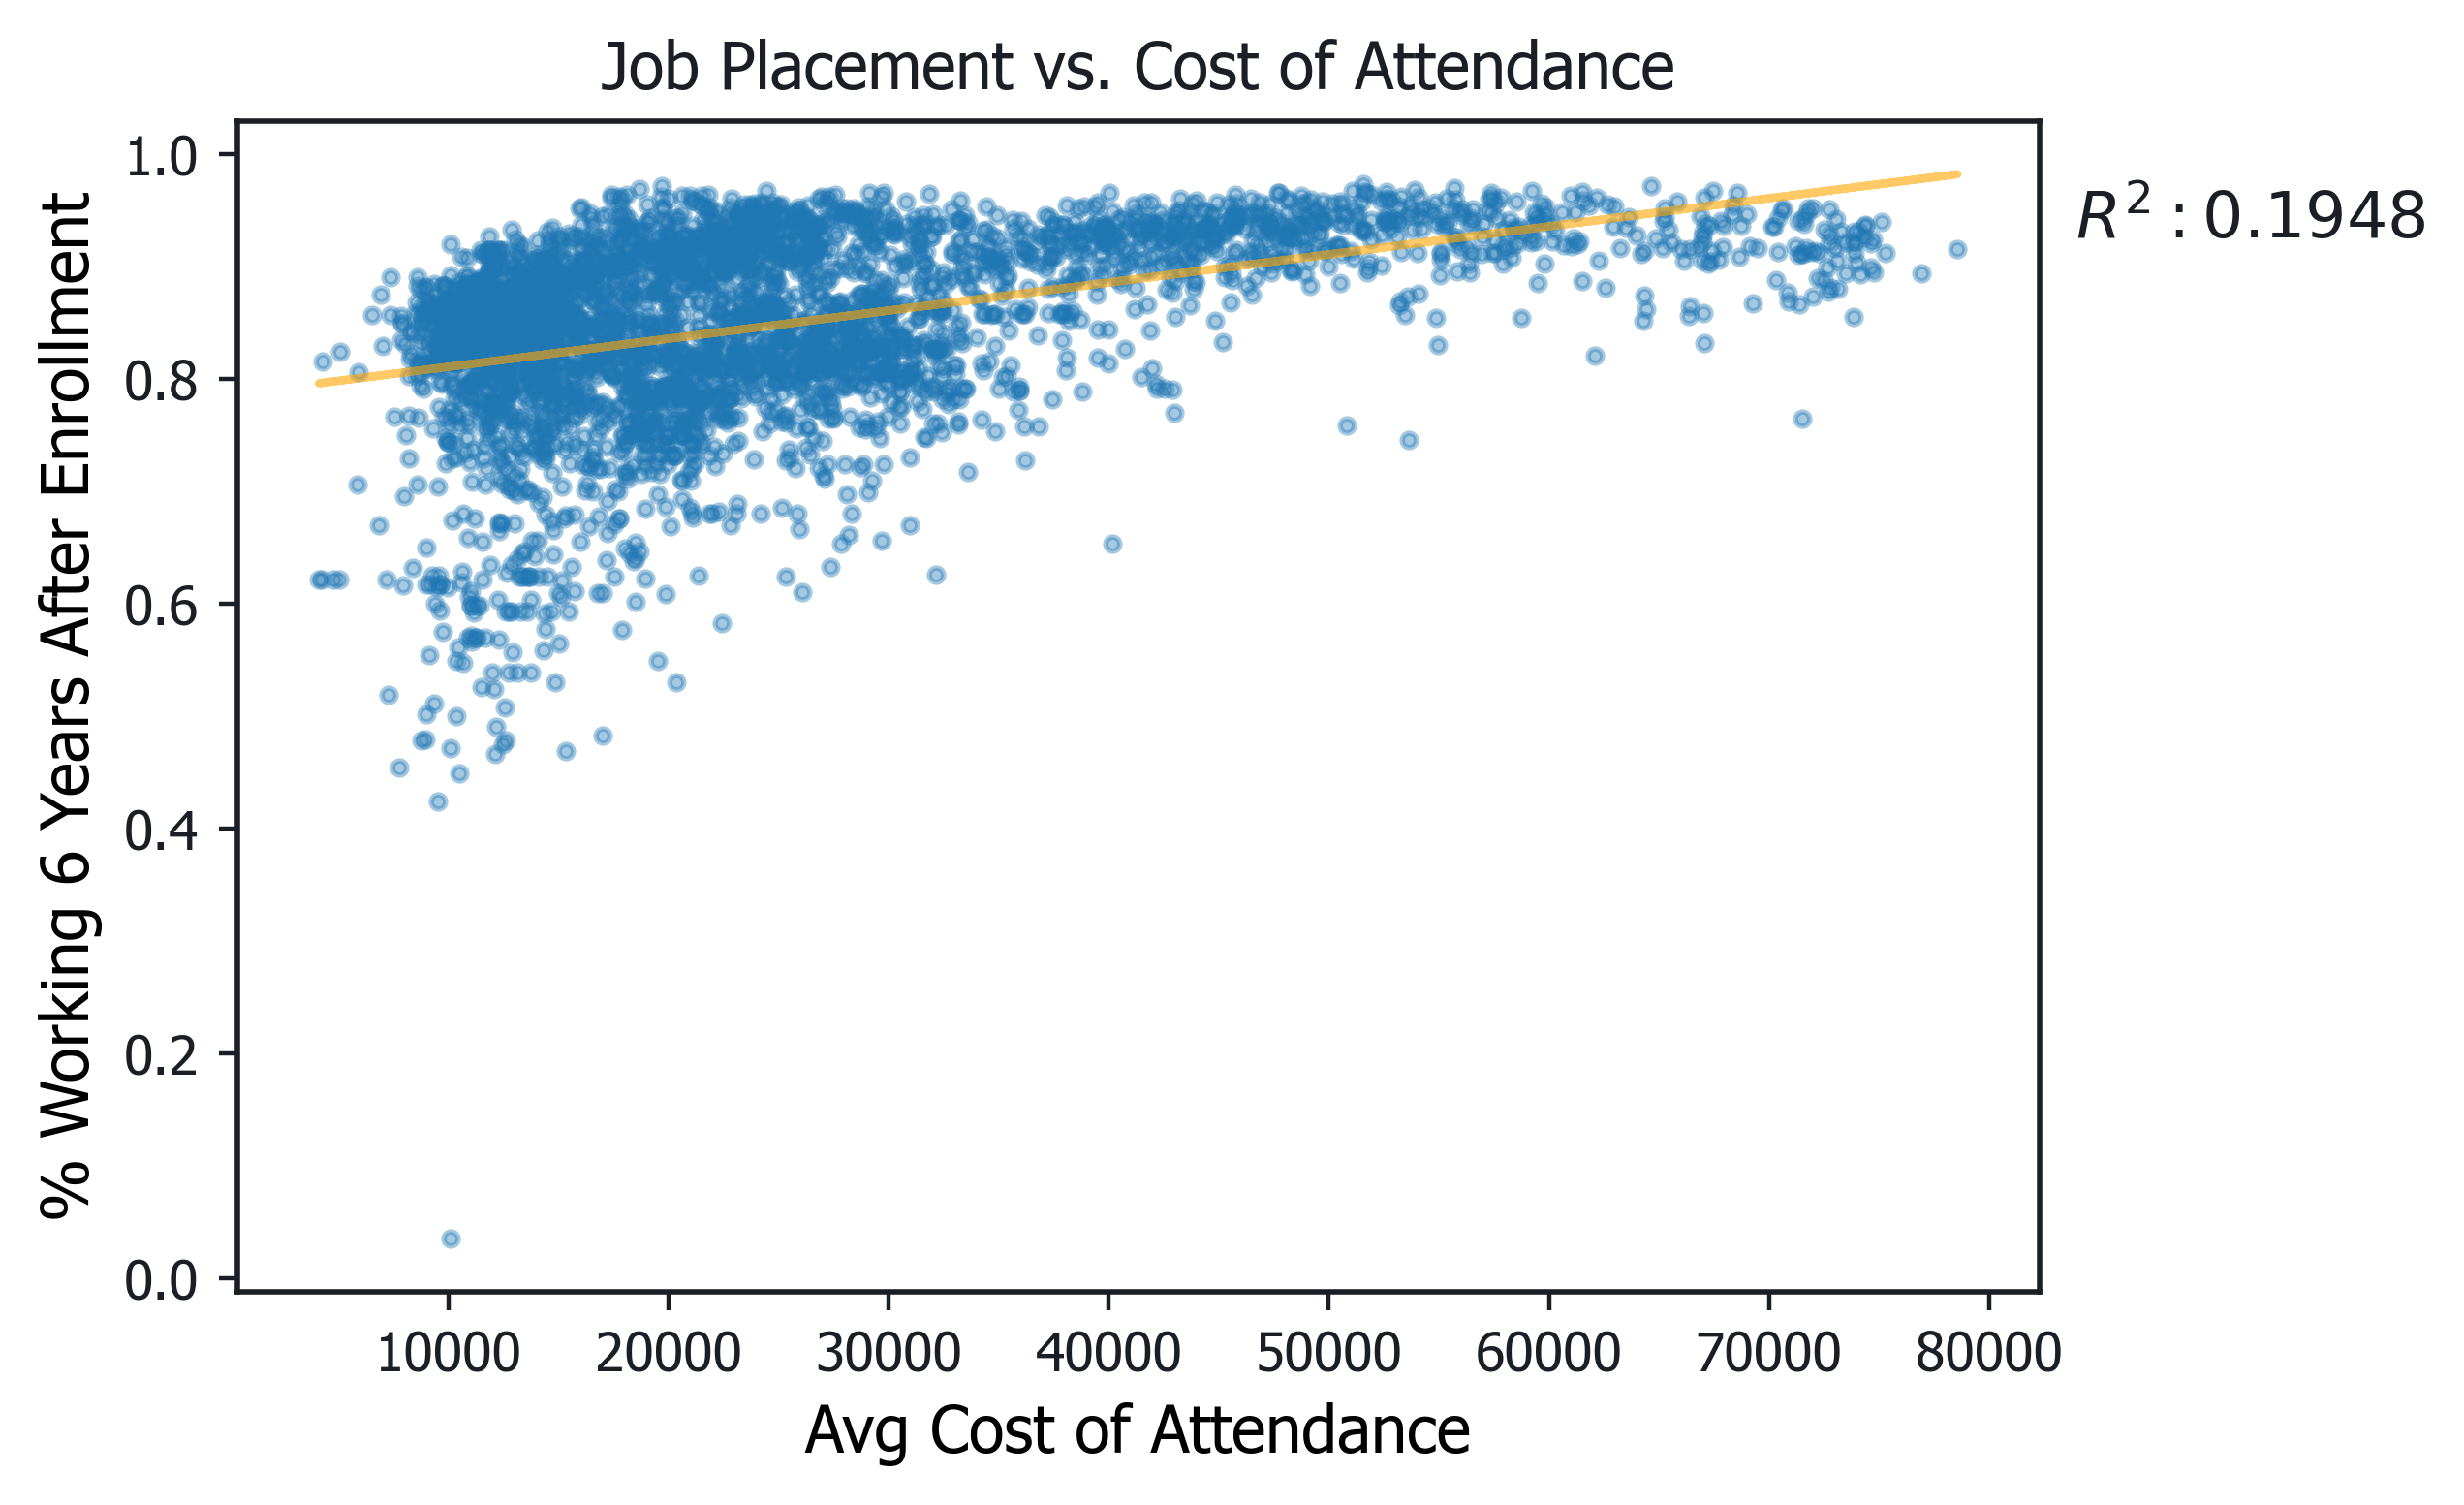 Job Placement vs. Cost of Attendance
% Working 6 Years After Enrollment
1.0
0.8
0.6
0.4
0.2
0.0
R² : 0.1948
10000 20000 30000 40000 50000 60000 70000 80000
Avg Cost of Attendance